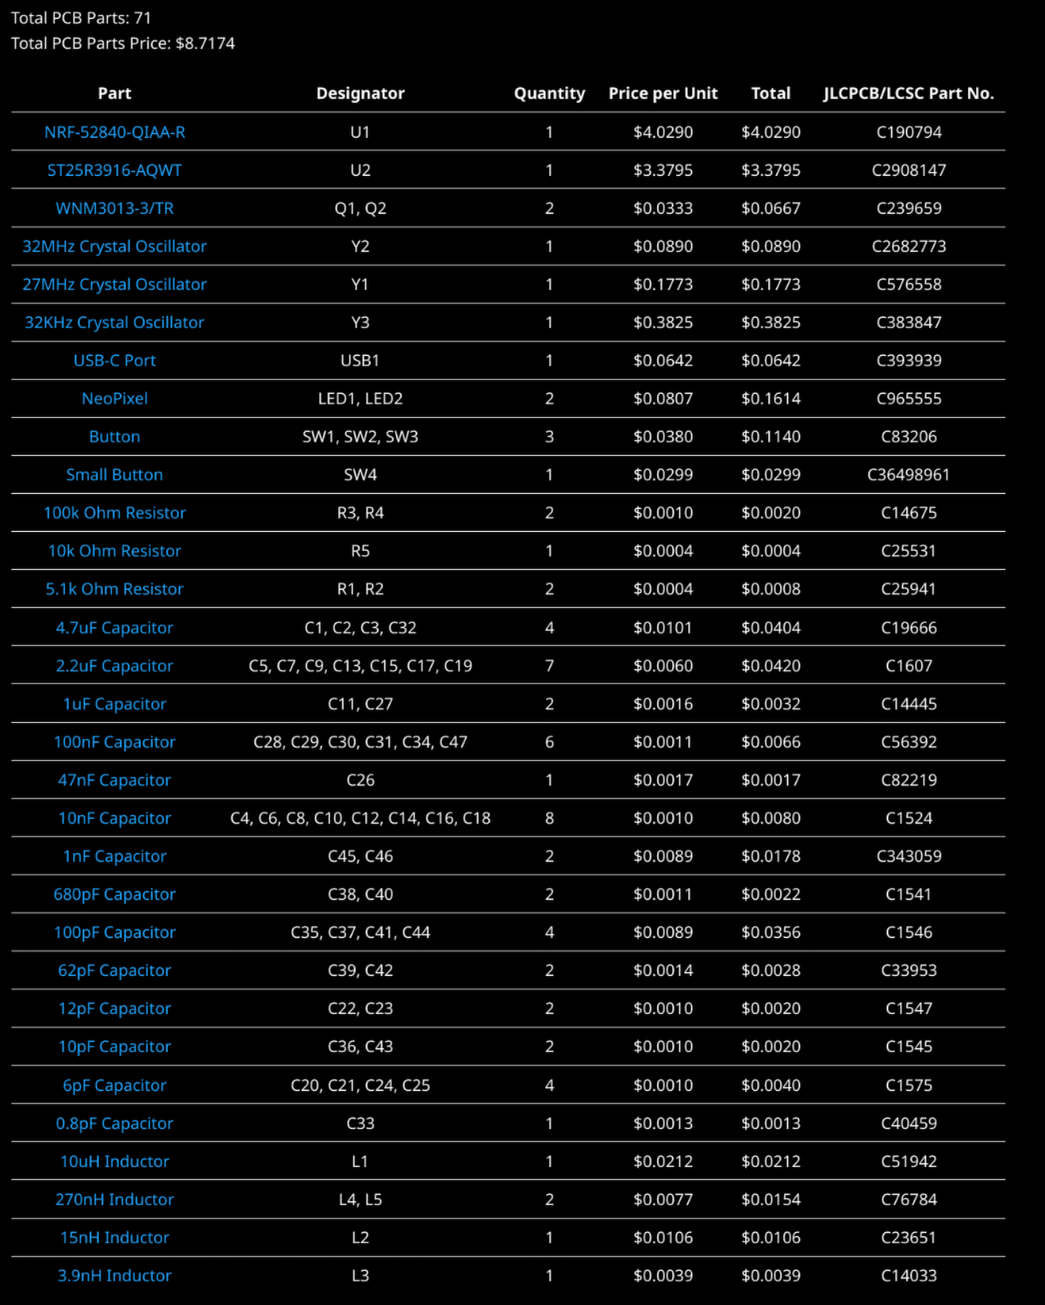 Total PCB Parts: 71
Total PCB Parts Price: $8.7174
Part Designator Quantity Price per Unit Total JLCPCB/LCSC Part No.
NRF-52840-QIAA-R U1 1 $4.0290 $4.0290 C190794
ST25R3916-AQWT U2 1 $3.3795 $3.3795 C2908147
WNM3013-3/TR Q1, Q2 2 $0.0333 $0.0667 C239659
32MHz Crystal Oscillator Y2 1 $0.0890 $0.0890 C2682773
27MHz Crystal Oscillator Y1 1 $0.1773 $0.1773 C576558
32KHz Crystal Oscillator Y3 1 $0.3825 $0.3825 C383847
USB-C Port USB1 1 $0.0642 $0.0642 C393939
NeoPixel LED1, LED2 2 $0.0807 $0.1614 C965555
Button SW1, SW2, SW3 3 $0.0380 $0.1140 C83206
Small Button SW4 1 $0.0299 $0.0299 C36498961
100k Ohm Resistor R3, R4 2 $0.0010 $0.0020 C14675
10k Ohm Resistor R5 1 $0.0004 $0.0004 C25531
5.1k Ohm Resistor R1, R2 2 $0.0004 $0.0008 C25941
4.7uF Capacitor C1, C2, C3, C32 4 $0.0101 $0.0404 C19666
2.2uF Capacitor C5, C7, C9, C13, C15, C17, C19 7 $0.0060 $0.0420 C1607
1uF Capacitor C11, C27 2 $0.0016 $0.0032 C14445
100nF Capacitor C28, C29, C30, C31, C34, C47 6 $0.0011 $0.0066 C56392
47nF Capacitor C26 1 $0.0017 $0.0017 C82219
10nF Capacitor C4, C6, C8, C10, C12, C14, C16, C18 8 $0.0010 $0.0080 C1524
1nF Capacitor C45, C46 2 $0.0089 $0.0178 C343059
680pF Capacitor C38, C40 2 $0.0011 $0.0022 C1541
100pF Capacitor C35, C37, C41, C44 4 $0.0089 $0.0356 C1546
62pF Capacitor C39, C42 2 $0.0014 $0.0028 C33953
12pF Capacitor C22, C23 2 $0.0010 $0.0020 C1547
10pF Capacitor C36, C43 2 $0.0010 $0.0020 C1545
6pF Capacitor C20, C21, C24, C25 4 $0.0010 $0.0040 C1575
0.8pF Capacitor C33 1 $0.0013 $0.0013 C40459
10uH Inductor L1 1 $0.0212 $0.0212 C51942
270nH Inductor L4, L5 2 $0.0077 $0.0154 C76784
15nH Inductor L2 1 $0.0106 $0.0106 C23651
3.9nH Inductor L3 1 $0.0039 $0.0039 C14033